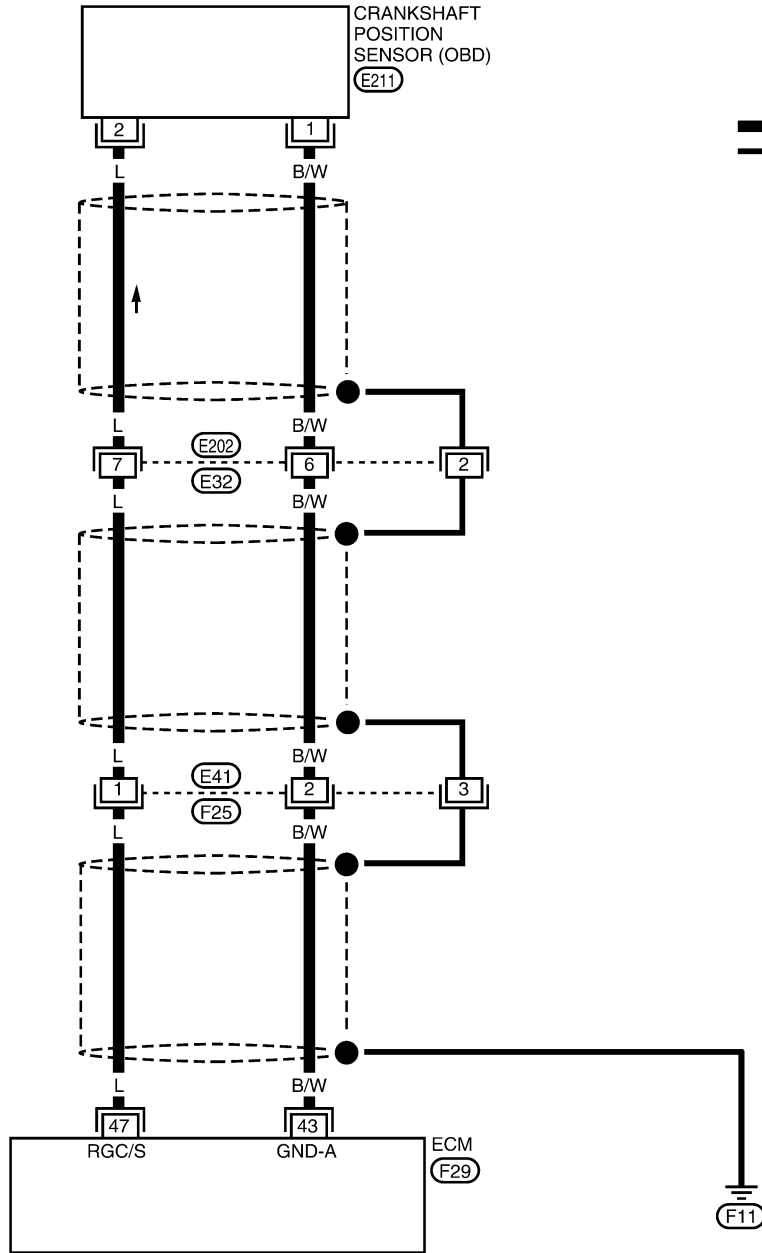 CRANKSHAFT
POSITION
SENSOR (OBD)
E211
2 1
L B/W
L B/W
E202
7 6 2
E32
L B/W
L B/W
E41
1 2 3
F25
L B/W
L B/W
47 43
RGC/S GND-A
ECM
F29
F11